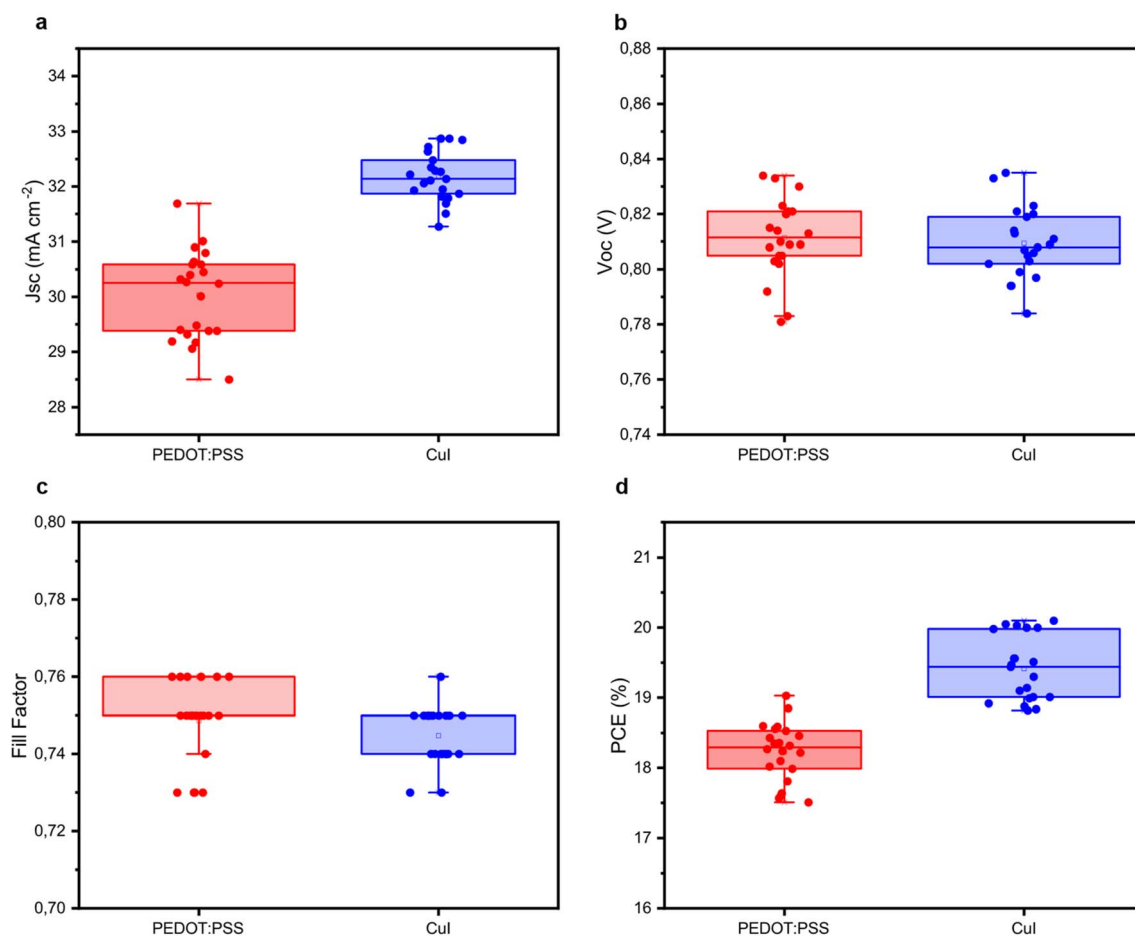 a
34
33
32
31
30
29
28
Jsc (mA cm⁻²)
PEDOT:PSS
CuI
b
0,88
0,86
0,84
0,82
0,80
0,78
0,76
0,74
Voc (V)
PEDOT:PSS
CuI
c
0,80
0,78
0,76
0,74
0,72
0,70
Fill Factor
PEDOT:PSS
CuI
d
21
20
19
18
17
16
PCE (%)
PEDOT:PSS
CuI